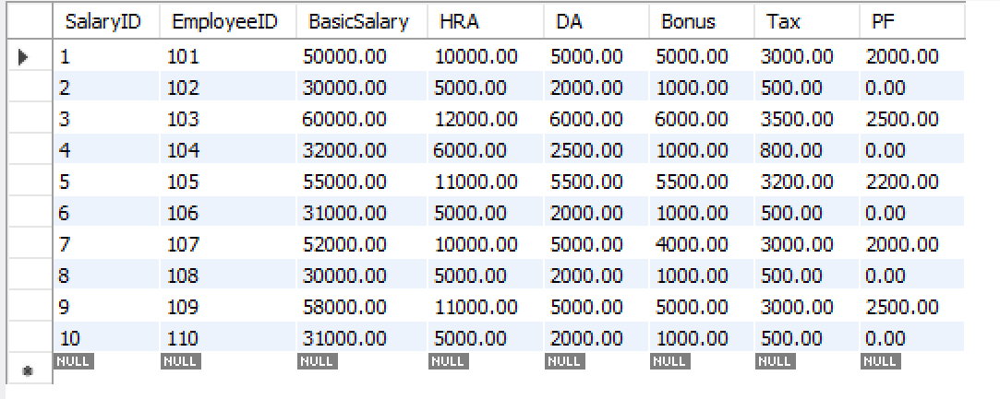 SalaryID EmployeeID BasicSalary HRA DA Bonus Tax PF
1 101 50000.00 10000.00 5000.00 5000.00 3000.00 2000.00
2 102 30000.00 5000.00 2000.00 1000.00 500.00 0.00
3 103 60000.00 12000.00 6000.00 6000.00 3500.00 2500.00
4 104 32000.00 6000.00 2500.00 1000.00 800.00 0.00
5 105 55000.00 11000.00 5500.00 5500.00 3200.00 2200.00
6 106 31000.00 5000.00 2000.00 1000.00 500.00 0.00
7 107 52000.00 10000.00 5000.00 4000.00 3000.00 2000.00
8 108 30000.00 5000.00 2000.00 1000.00 500.00 0.00
9 109 58000.00 11000.00 5000.00 5000.00 3000.00 2500.00
10 110 31000.00 5000.00 2000.00 1000.00 500.00 0.00
NULL NULL NULL NULL NULL NULL NULL NULL